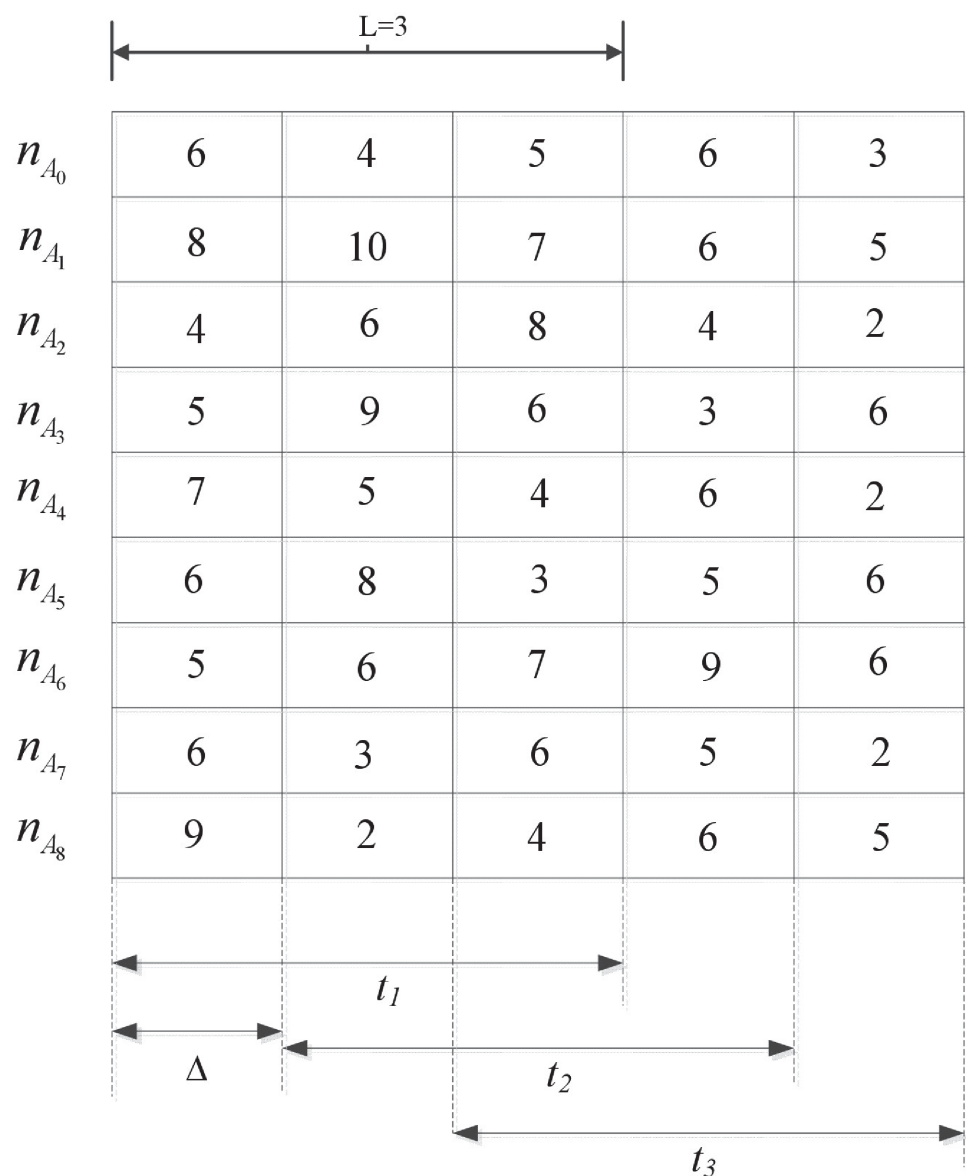 L=3
n_{A_0} 6 4 5 6 3
n_{A_1} 8 10 7 6 5
n_{A_2} 4 6 8 4 2
n_{A_3} 5 9 6 3 6
n_{A_4} 7 5 4 6 2
n_{A_5} 6 8 3 5 6
n_{A_6} 5 6 7 9 6
n_{A_7} 6 3 6 5 2
n_{A_8} 9 2 4 6 5
t_1
Δ
t_2
t_3